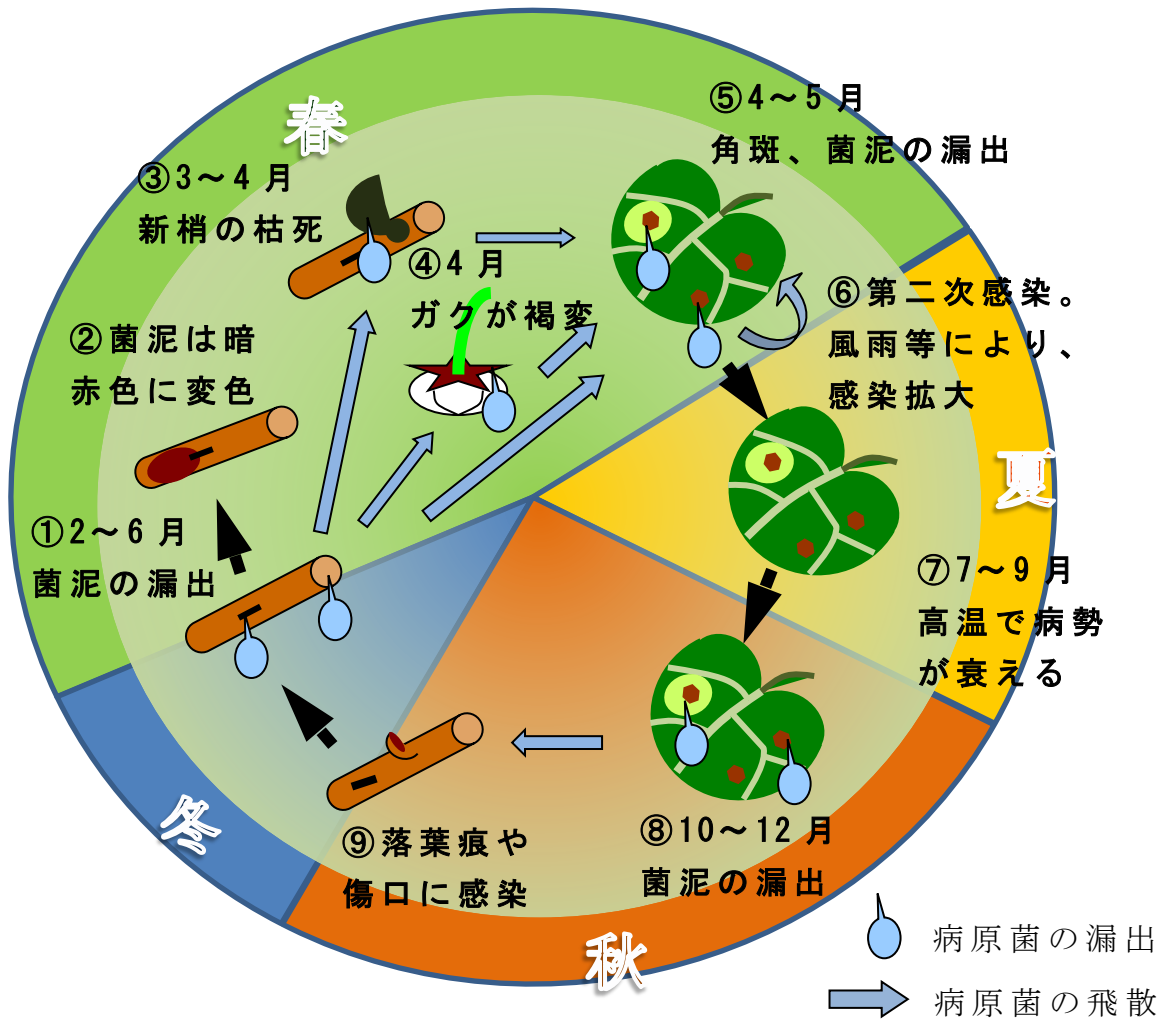 春
⑤4～5 月
角斑、菌泥の漏出
③3～4 月
新梢の枯死
④4 月
ガクが褐変
⑥第二次感染。
風雨等により、
感染拡大
②菌泥は暗
赤色に変色
夏
①2～6 月
菌泥の漏出
⑦7～9 月
高温で病勢
が衰える
冬
⑨落葉痕や
傷口に感染
⑧10～12 月
菌泥の漏出
秋
病原菌の漏出
病原菌の飛散